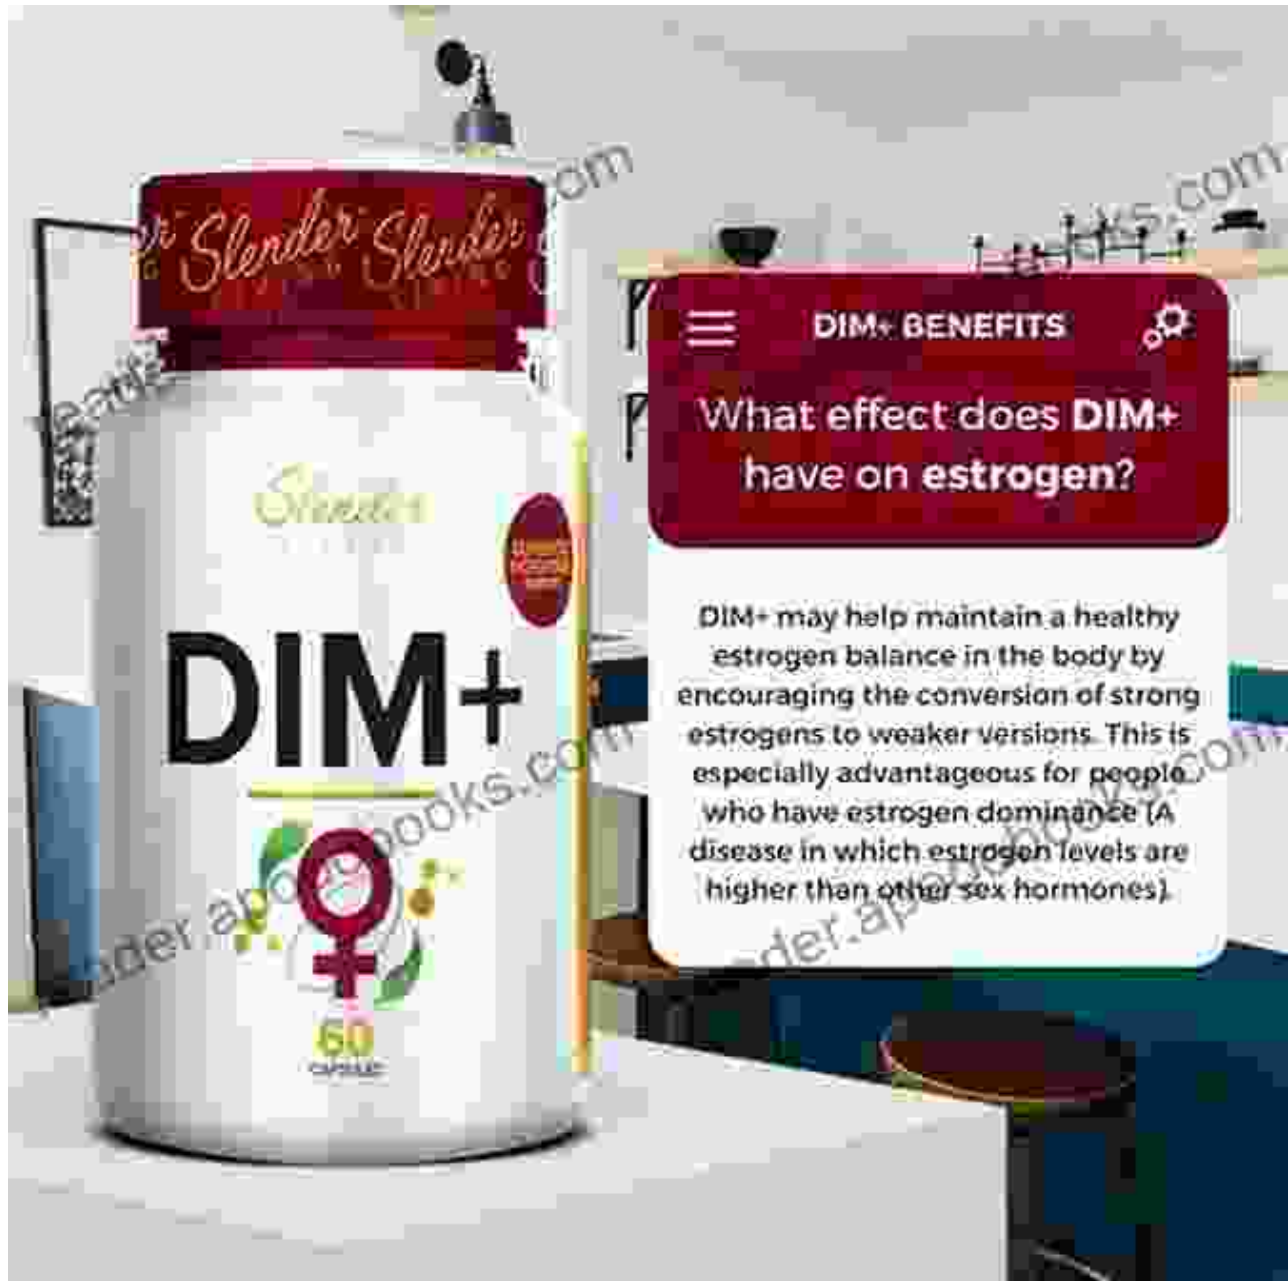 Slender Slender
Slender
DIM+
60
CAPSULES
DIM+ BENEFITS
What effect does DIM+
have on estrogen?
DIM+ may help maintain a healthy
estrogen balance in the body by
encouraging the conversion of strong
estrogens to weaker versions. This is
especially advantageous for people
who have estrogen dominance (A
disease in which estrogen levels are
higher than other sex hormones).